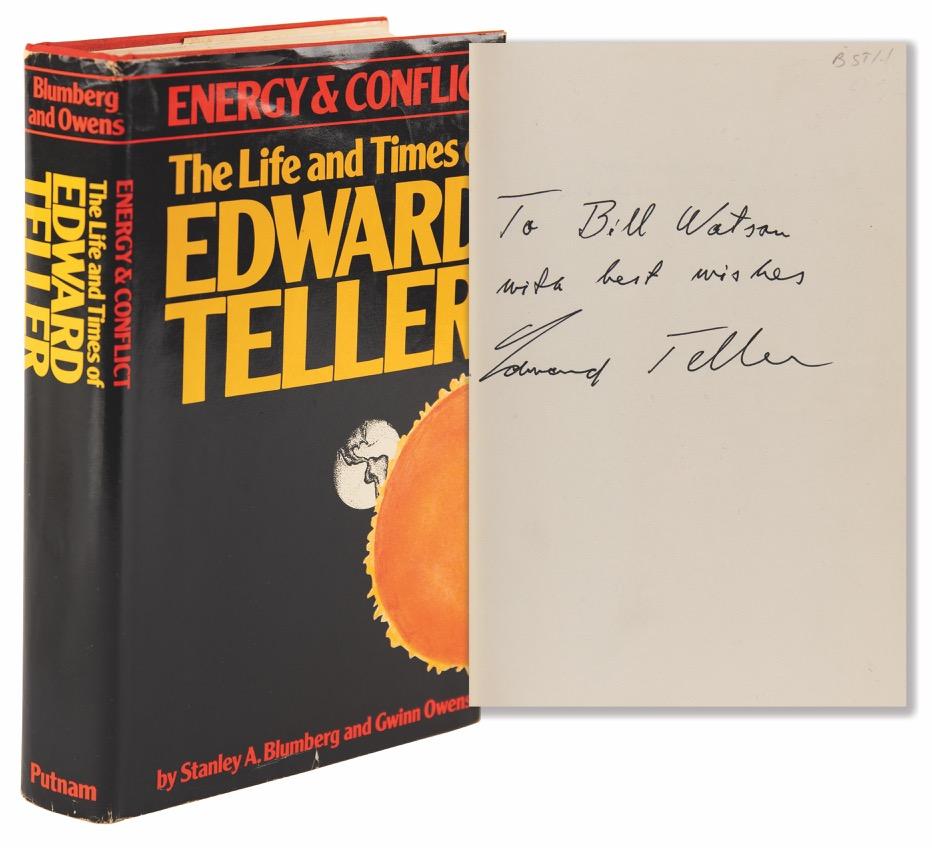 Blumberg
and Owens
ENERGY & CONFLICT
The Life and Times of
EDWARD
TELLER
Putnam
ENERGY & CONFLIC
The Life and Times
EDWARD
TELLER
by Stanley A. Blumberg and Gwinn Owens
To Bill Watson
with best wishes
Edward Teller